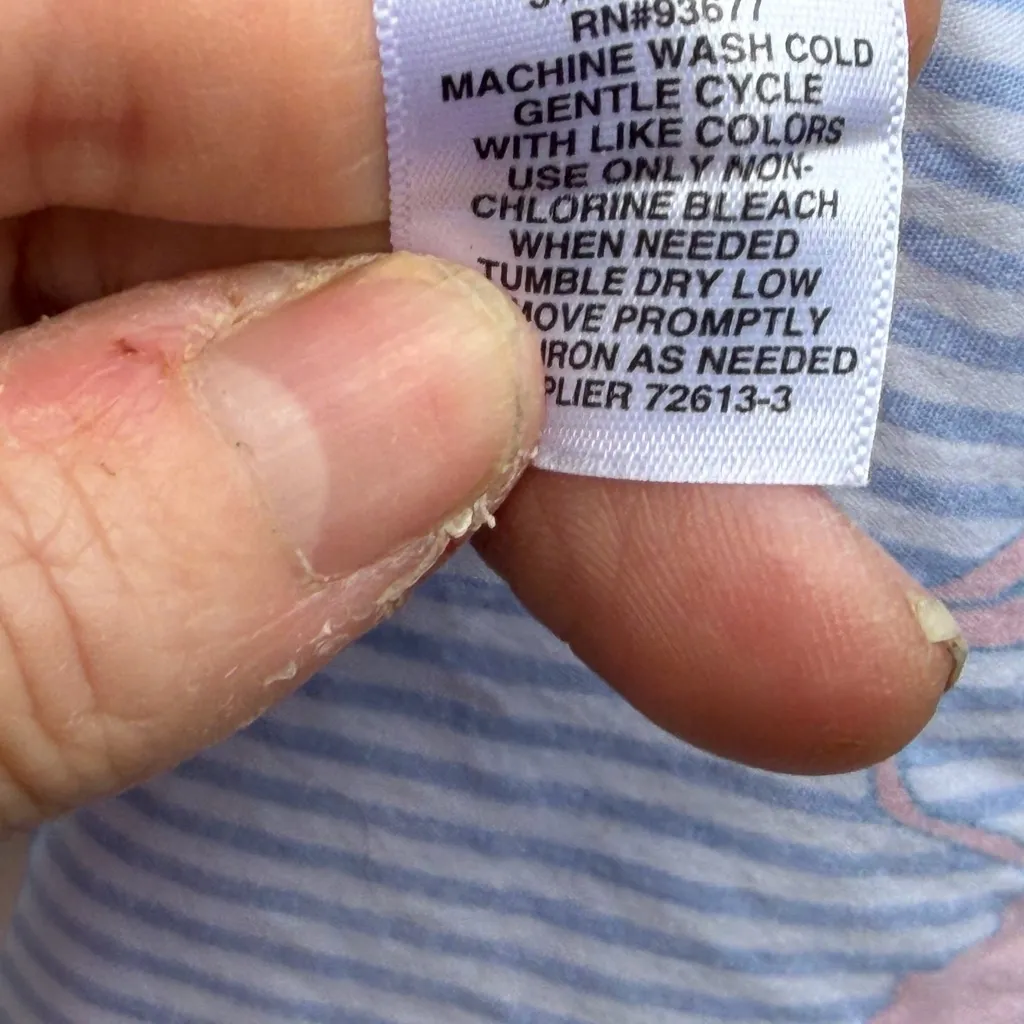 RN#93677
MACHINE WASH COLD
GENTLE CYCLE
WITH LIKE COLORS
USE ONLY NON-
CHLORINE BLEACH
WHEN NEEDED
TUMBLE DRY LOW
MOVE PROMPTLY
IRON AS NEEDED
PLIER 72613-3